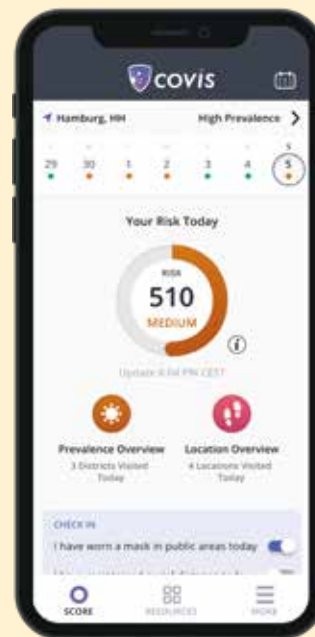 covis
Hamburg, HH High Prevalence
S
29 30 1 2 3 4 5
Your Risk Today
RISK
510
MEDIUM
i
Prevalence Overview Location Overview
3 Districts Visited 4 Locations Visited
Today Today
CHECK IN
I have worn a mask in public areas today
SCORE RESOURCES MORE